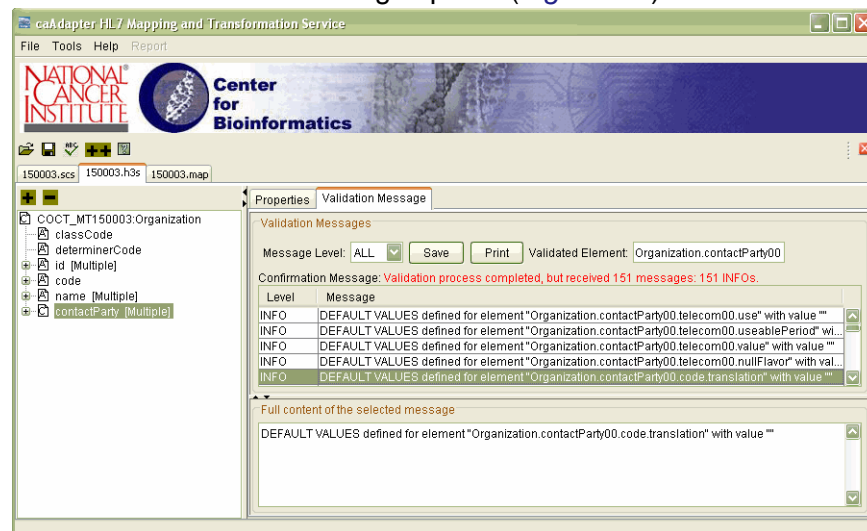 caAdapter HL7 Mapping and Transformation Service
File Tools Help Report
NATIONAL
CANCER
INSTITUTE
Center
for
Bioinformatics
150003.scs 150003.h3s 150003.map
Properties Validation Message
COCT_MT150003:Organization
classCode
determinerCode
id [Multiple]
code
name [Multiple]
contactParty [Multiple]
Validation Messages
Message Level: ALL Save Print Validated Element: Organization.contactParty00
Confirmation Message: Validation process completed, but received 151 messages: 151 INFOs.
Level Message
INFO DEFAULT VALUES defined for element "Organization.contactParty00.telecom00.use" with value ""
INFO DEFAULT VALUES defined for element "Organization.contactParty00.telecom00.useablePeriod" wi...
INFO DEFAULT VALUES defined for element "Organization.contactParty00.telecom00.value" with value ""
INFO DEFAULT VALUES defined for element "Organization.contactParty00.telecom00.nullFlavor" with val...
INFO DEFAULT VALUES defined for element "Organization.contactParty00.code.translation" with value ""
Full content of the selected message
DEFAULT VALUES defined for element "Organization.contactParty00.code.translation" with value ""